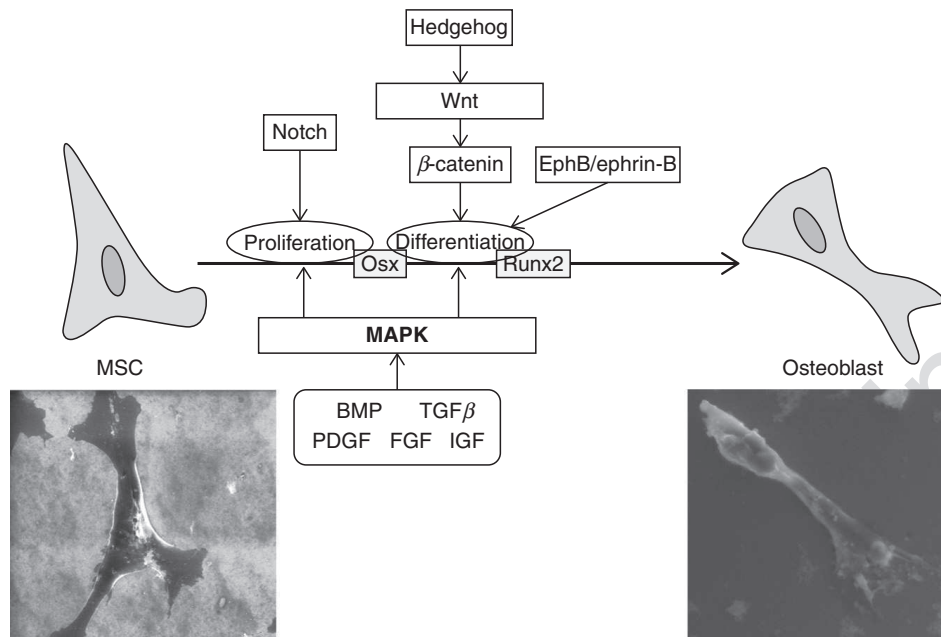 Hedgehog
Wnt
Notch
β-catenin
EphB/ephrin-B
Proliferation
Differentiation
Osx
Runx2
MAPK
MSC
Osteoblast
BMP TGFβ
PDGF FGF IGF